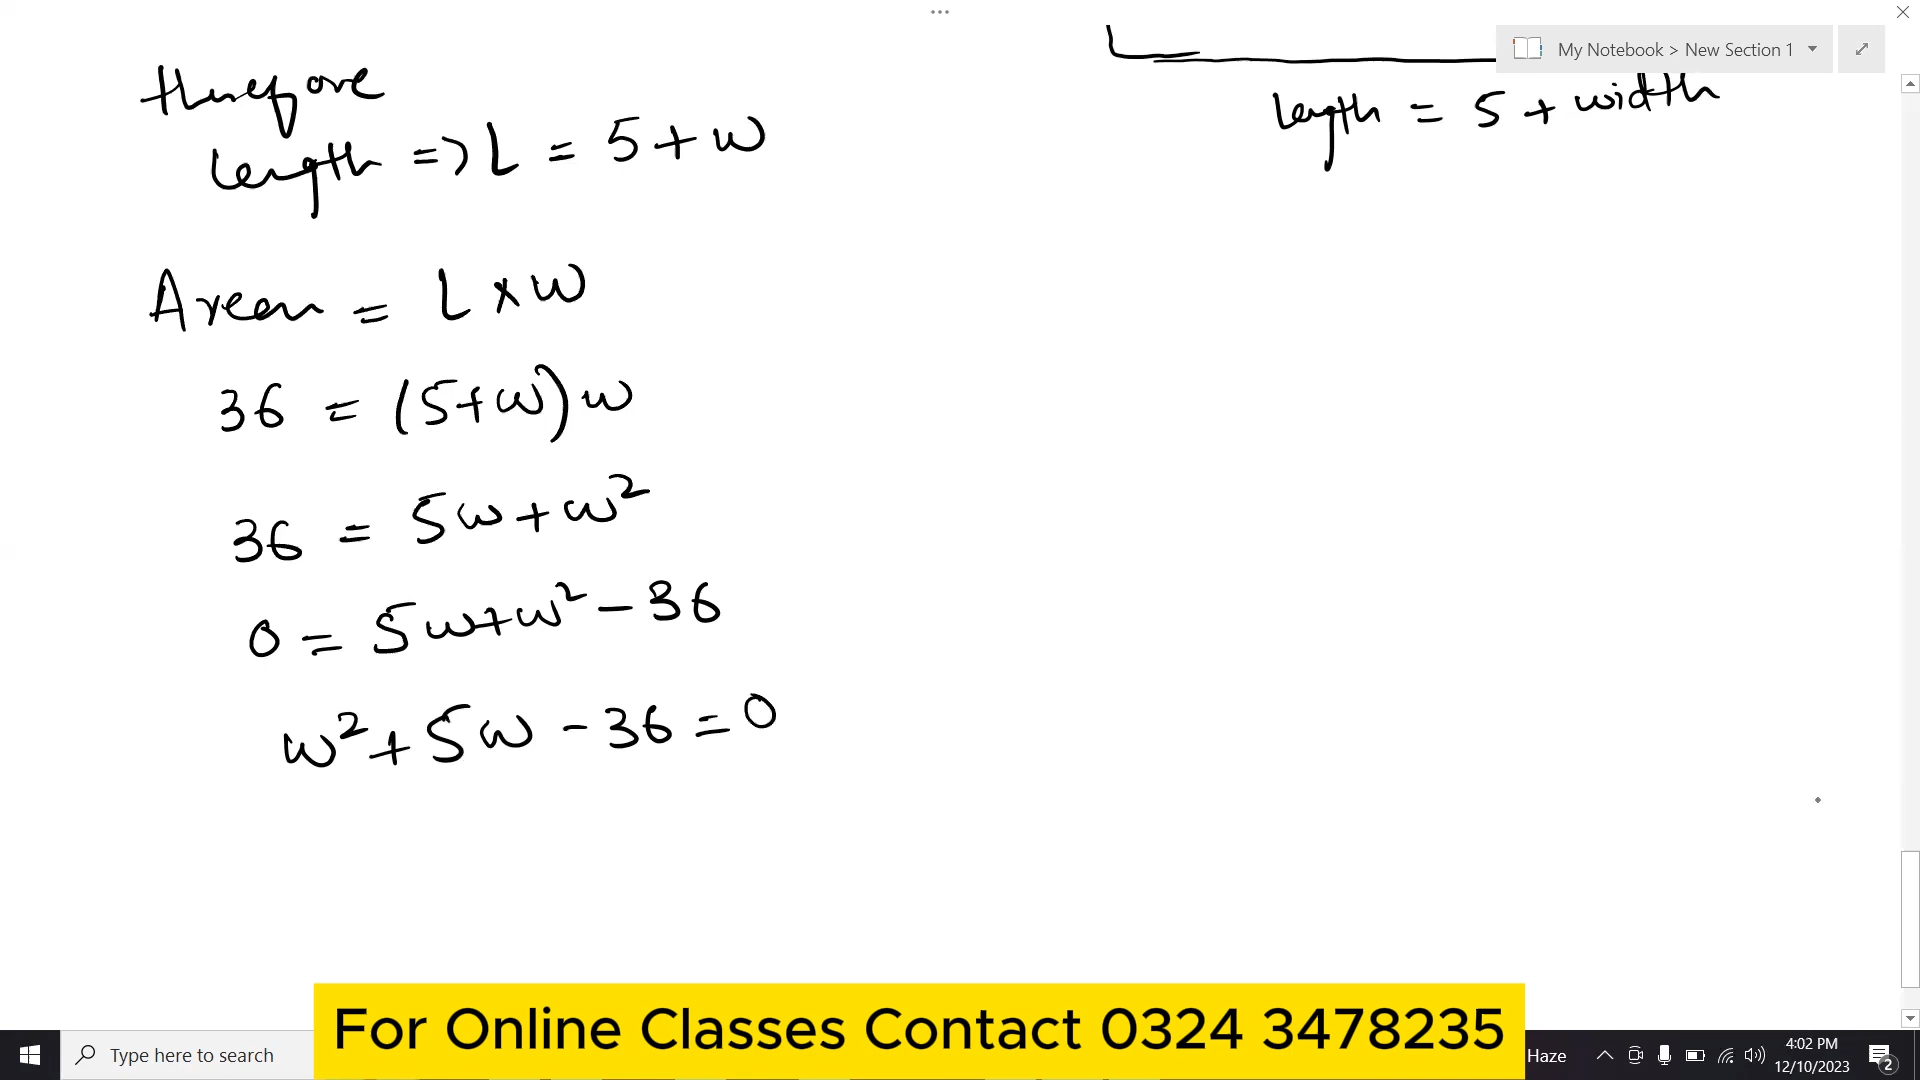 My Notebook > New Section 1
therefore
length => L = 5 + w
length = 5 + width
Area = L x w
36 = (5+w)w
36 = 5w + w²
0 = 5w+w² - 36
w² + 5w - 36 = 0
For Online Classes Contact 0324 3478235
Type here to search
Haze
4:02 PM
12/10/2023
2